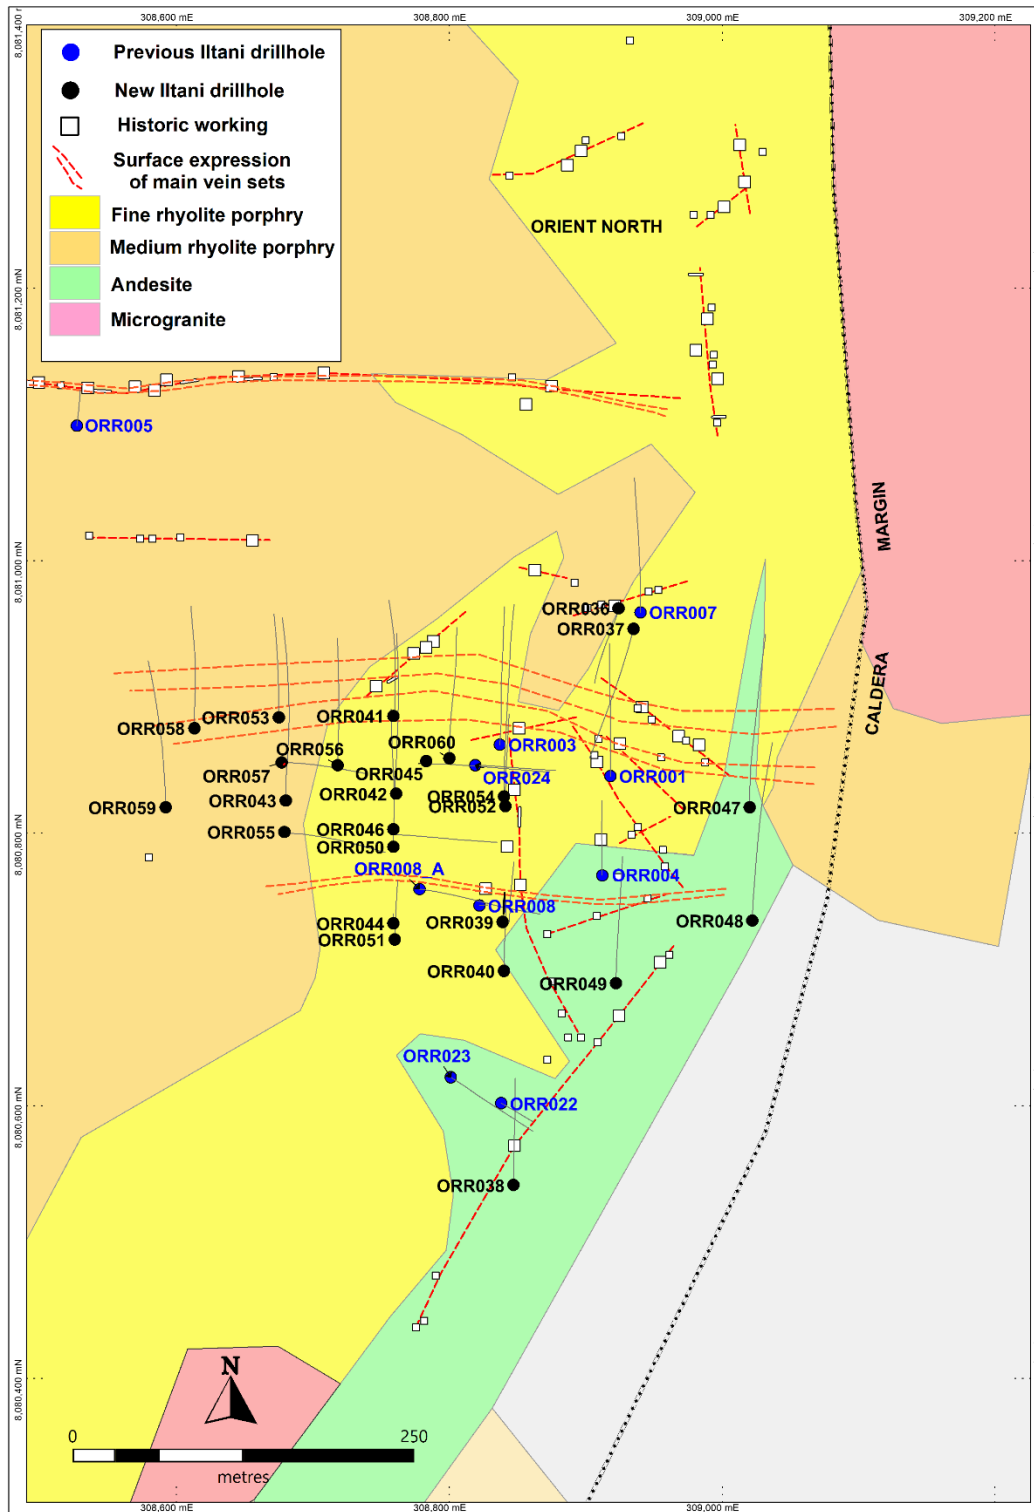 308,600 mE
308,800 mE
309,000 mE
309,200 mE
8,081,400
Previous Iltani drillhole
New Iltani drillhole
Historic working
Surface expression
of main vein sets
Fine rhyolite porphry
Medium rhyolite porphry
Andesite
Microgranite
ORIENT NORTH
8,081,200 mN
ORR005
MARGIN
8,081,000 mN
ORR036
ORR007
ORR037
CALDERA
ORR053
ORR041
ORR058
ORR056
ORR060
ORR003
ORR057
ORR045
ORR024
ORR001
ORR043
ORR042
ORR054
ORR059
ORR052
ORR047
ORR055
ORR046
8,080,800 mN
ORR050
ORR008_A
ORR004
ORR008
ORR044
ORR039
ORR048
ORR051
ORR040
ORR049
ORR023
ORR022
8,080,600 mN
ORR038
N
8,080,400 mN
0
250
metres
308,600 mE
308,800 mE
309,000 mE